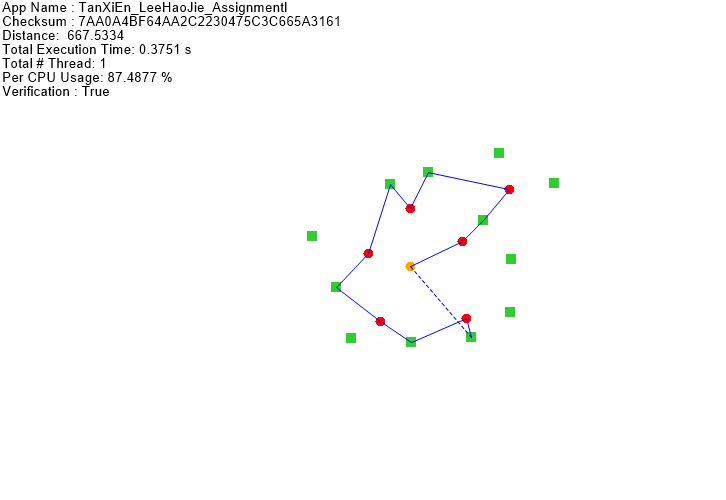 App Name : TanXiEn_LeeHaoJie_AssignmentI
Checksum : 7AA0A4BF64AA2C2230475C3C665A3161
Distance:  667.5334
Total Execution Time: 0.3751 s
Total # Thread: 1
Per CPU Usage: 87.4877 %
Verification : True